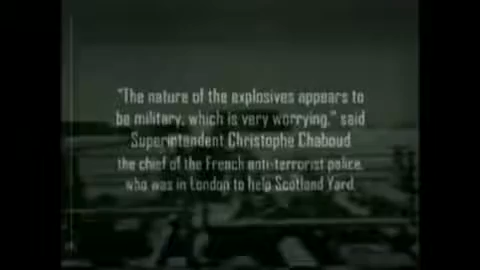 "The nature of the explosives appears to
be military, which is very worrying," said
Superintendent Christophe Chaboud
the chief of the French anti-terrorist police,
who was in London to help Scotland Yard.